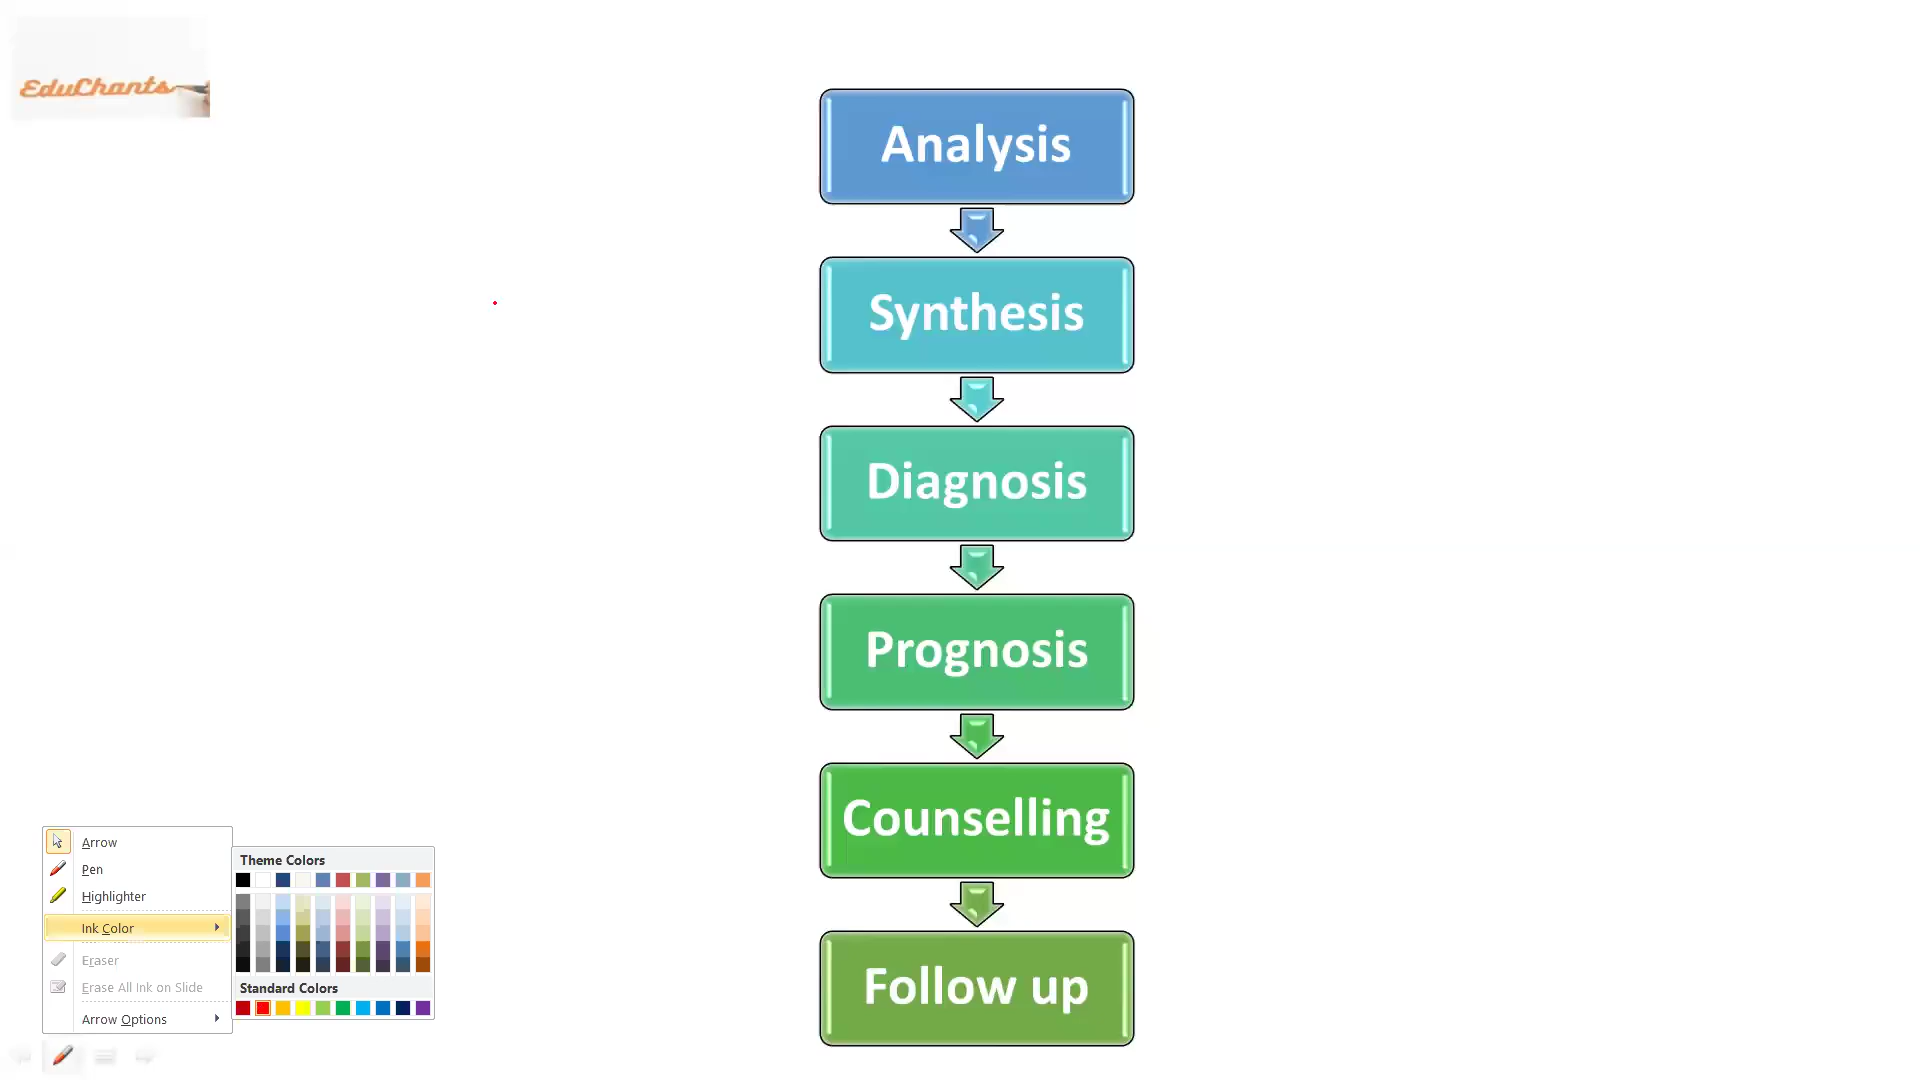 EduChants
Analysis
Synthesis
Diagnosis
Prognosis
Counselling
Follow up
Arrow
Pen
Highlighter
Ink Color
Eraser
Erase All Ink on Slide
Arrow Options
Theme Colors
Standard Colors